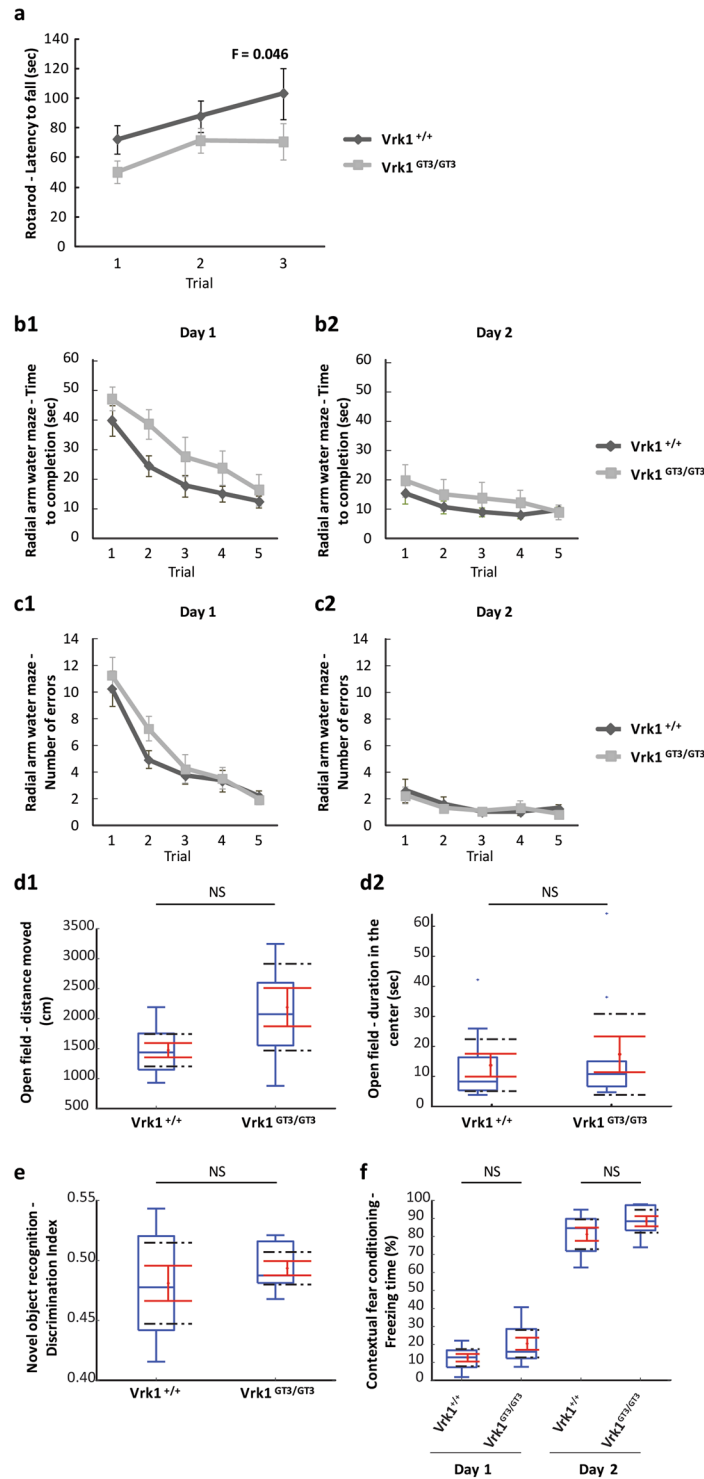 a
F = 0.046
Rotarod - Latency to fall (sec)
140
120
100
80
60
40
20
0
1 2 3
Trial
Vrk1 +/+
Vrk1 GT3/GT3
b1
Day 1
Radial arm water maze - Time
to completion (sec)
60
50
40
30
20
10
0
1 2 3 4 5
Trial
b2
Day 2
Radial arm water maze - Time
to completion (sec)
60
50
40
30
20
10
0
1 2 3 4 5
Trial
Vrk1 +/+
Vrk1 GT3/GT3
c1
Day 1
Radial arm water maze -
Number of errors
14
12
10
8
6
4
2
0
1 2 3 4 5
Trial
c2
Day 2
Radial arm water maze -
Number of errors
14
12
10
8
6
4
2
0
1 2 3 4 5
Trial
Vrk1 +/+
Vrk1 GT3/GT3
d1
NS
Open field - distance moved
(cm)
3500
3000
2500
2000
1500
1000
500
Vrk1 +/+ Vrk1 GT3/GT3
d2
NS
Open field - duration in the
center (sec)
60
50
40
30
20
10
0
Vrk1 +/+ Vrk1 GT3/GT3
e
NS
Novel object recognition -
Discrimination Index
0.55
0.50
0.45
0.40
Vrk1 +/+ Vrk1 GT3/GT3
f
NS NS
Contextual fear conditioning -
Freezing time (%)
100
90
80
70
60
50
40
30
20
10
0
Vrk1+/+ Vrk1GT3/GT3 Vrk1+/+ Vrk1GT3/GT3
Day 1 Day 2